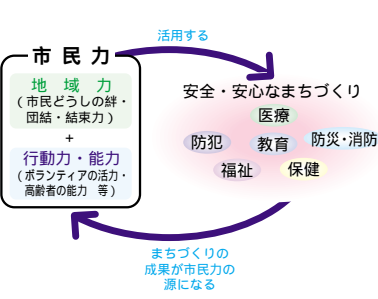 活用する
市民力
地域力
（市民どうしの絆・
団結・結束力）
+
行動力・能力
（ボランティアの活力・
高齢者の能力　等）
安全・安心なまちづくり
医療
防犯
教育
防災・消防
福祉
保健
まちづくりの
成果が市民力の
源になる